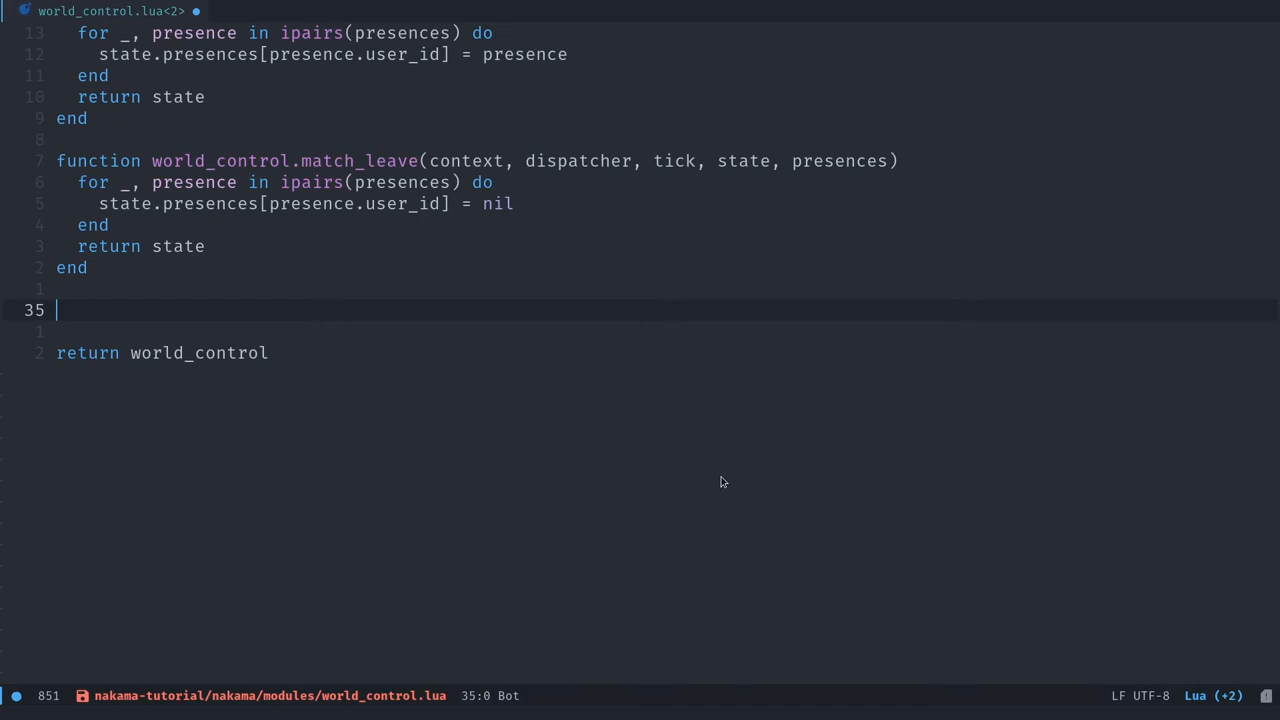 world_control.lua<2>
13 for _, presence in ipairs(presences) do
12 state.presences[presence.user_id] = presence
11 end
10 return state
9 end
8
7 function world_control.match_leave(context, dispatcher, tick, state, presences)
6 for _, presence in ipairs(presences) do
5 state.presences[presence.user_id] = nil
4 end
3 return state
2 end
1
35
1
2 return world_control
851 nakama-tutorial/nakama/modules/world_control.lua 35:0 Bot LF UTF-8 Lua (+2)